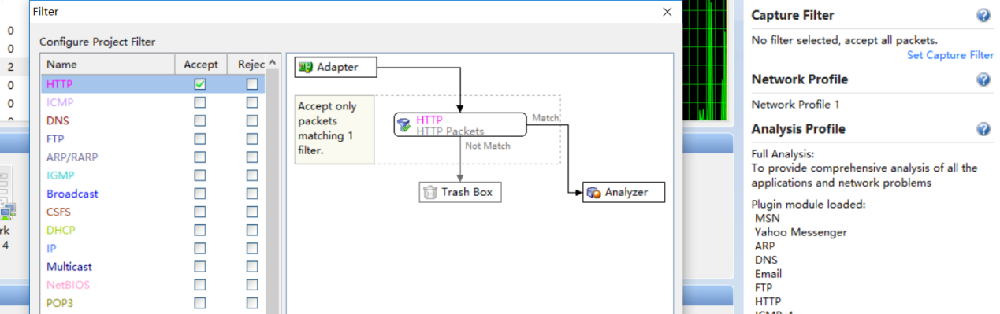 Filter
Configure Project Filter
Name Accept Rejec
HTTP
ICMP
DNS
FTP
ARP/RARP
IGMP
Broadcast
CSFS
DHCP
IP
Multicast
NetBIOS
POP3
0
0
2
0
0
rk
4
Adapter
Accept only
packets
matching 1
filter.
HTTP
HTTP Packets
Match
Not Match
Trash Box
Analyzer
Capture Filter
No filter selected, accept all packets.
Set Capture Filter
Network Profile
Network Profile 1
Analysis Profile
Full Analysis:
To provide comprehensive analysis of all the
applications and network problems
Plugin module loaded:
MSN
Yahoo Messenger
ARP
DNS
Email
FTP
HTTP